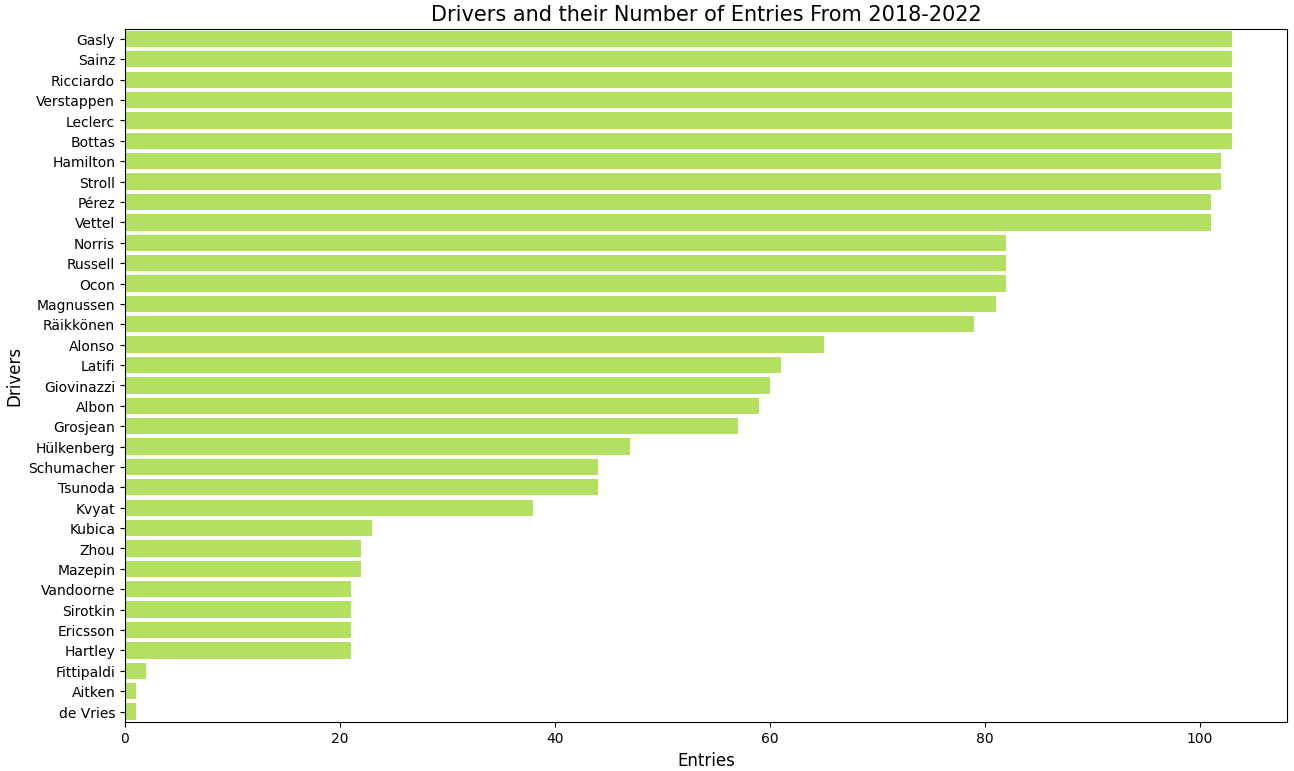 Drivers and their Number of Entries From 2018-2022
Gasly
Sainz
Ricciardo
Verstappen
Leclerc
Bottas
Hamilton
Stroll
Pérez
Vettel
Norris
Russell
Ocon
Magnussen
Räikkönen
Alonso
Latifi
Giovinazzi
Albon
Grosjean
Hülkenberg
Schumacher
Tsunoda
Kvyat
Kubica
Zhou
Mazepin
Vandoorne
Sirotkin
Ericsson
Hartley
Fittipaldi
Aitken
de Vries
Drivers
0 20 40 60 80 100
Entries